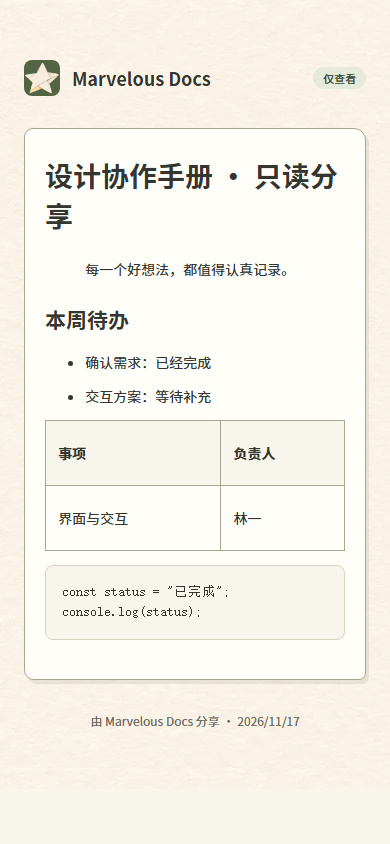 Marvelous Docs
仅查看
设计协作手册 · 只读分
享
每一个好想法，都值得认真记录。
本周待办
• 确认需求：已经完成
• 交互方案：等待补充
事项 负责人
界面与交互 林一
const status = "已完成";
console.log(status);
由 Marvelous Docs 分享 · 2026/11/17